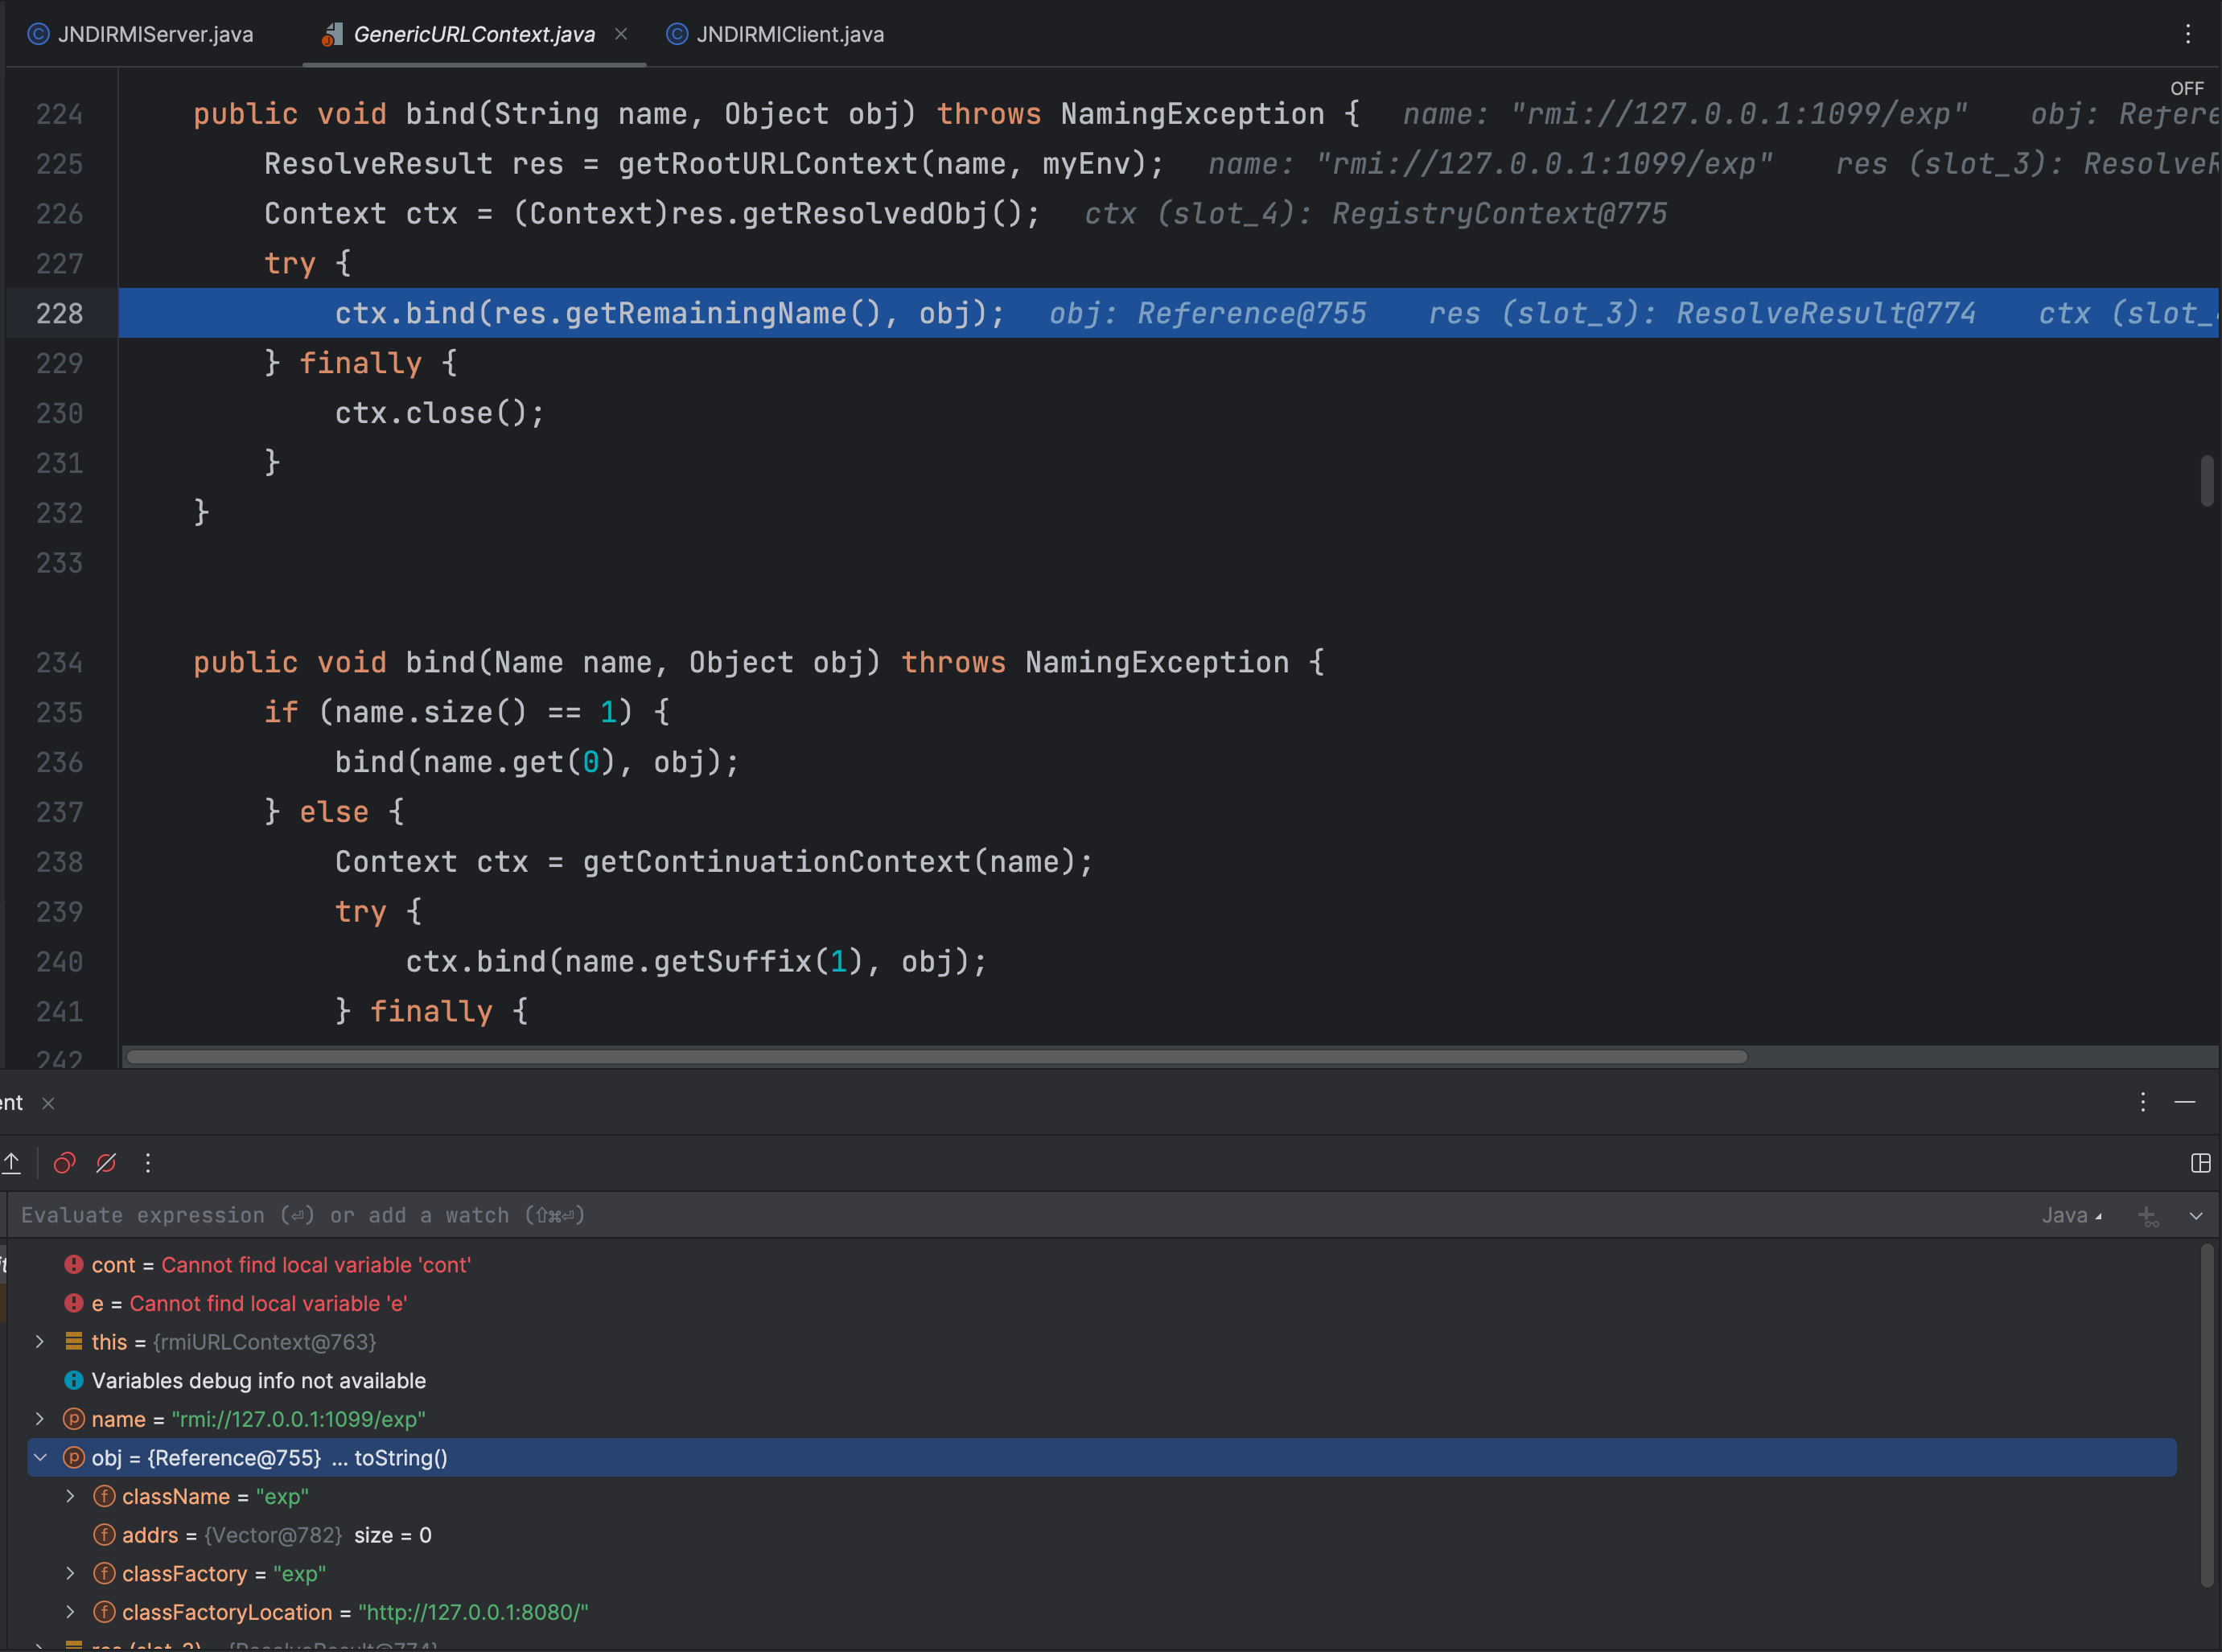 JNDIRMIServer.java GenericURLContext.java JNDIRMIClient.java
OFF
224 public void bind(String name, Object obj) throws NamingException { name: "rmi://127.0.0.1:1099/exp" obj: Refere
225 ResolveResult res = getRootURLContext(name, myEnv); name: "rmi://127.0.0.1:1099/exp" res (slot_3): ResolveR
226 Context ctx = (Context)res.getResolvedObj(); ctx (slot_4): RegistryContext@775
227 try {
228 ctx.bind(res.getRemainingName(), obj); obj: Reference@755 res (slot_3): ResolveResult@774 ctx (slot_
229 } finally {
230 ctx.close();
231 }
232 }
233
234 public void bind(Name name, Object obj) throws NamingException {
235 if (name.size() == 1) {
236 bind(name.get(0), obj);
237 } else {
238 Context ctx = getContinuationContext(name);
239 try {
240 ctx.bind(name.getSuffix(1), obj);
241 } finally {
242
ent
Evaluate expression (⏎) or add a watch (⇧⌘⏎) Java
cont = Cannot find local variable 'cont'
e = Cannot find local variable 'e'
this = {rmiURLContext@763}
Variables debug info not available
name = "rmi://127.0.0.1:1099/exp"
obj = {Reference@755} ... toString()
className = "exp"
addrs = {Vector@782} size = 0
classFactory = "exp"
classFactoryLocation = "http://127.0.0.1:8080/"
res (slot_3) = {ResolveResult@774}